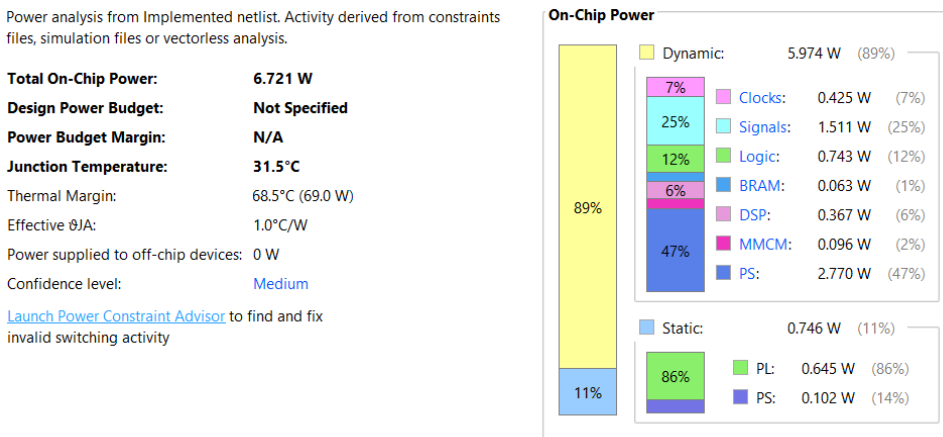 Power analysis from Implemented netlist. Activity derived from constraints
files, simulation files or vectorless analysis.
Total On-Chip Power: 6.721 W
Design Power Budget: Not Specified
Power Budget Margin: N/A
Junction Temperature: 31.5°C
Thermal Margin: 68.5°C (69.0 W)
Effective ϑJA: 1.0°C/W
Power supplied to off-chip devices: 0 W
Confidence level: Medium
Launch Power Constraint Advisor to find and fix
invalid switching activity
On-Chip Power
89%
11%
Dynamic: 5.974 W (89%)
7%
25%
12%
6%
47%
Clocks: 0.425 W (7%)
Signals: 1.511 W (25%)
Logic: 0.743 W (12%)
BRAM: 0.063 W (1%)
DSP: 0.367 W (6%)
MMCM: 0.096 W (2%)
PS: 2.770 W (47%)
Static: 0.746 W (11%)
86%
PL: 0.645 W (86%)
PS: 0.102 W (14%)